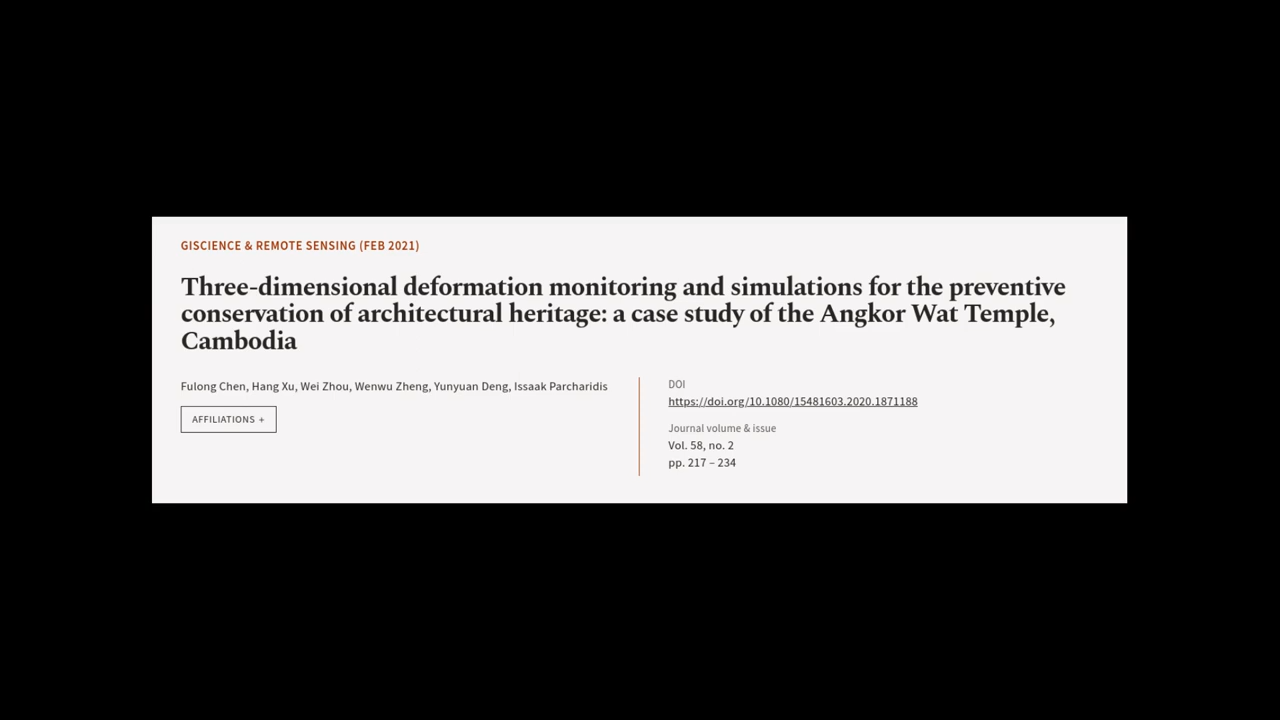 GISCIENCE & REMOTE SENSING (FEB 2021)
Three-dimensional deformation monitoring and simulations for the preventive
conservation of architectural heritage: a case study of the Angkor Wat Temple,
Cambodia
Fulong Chen, Hang Xu, Wei Zhou, Wenwu Zheng, Yunyuan Deng, Issaak Parcharidis
AFFILIATIONS +
DOI
https://doi.org/10.1080/15481603.2020.1871188
Journal volume & issue
Vol. 58, no. 2
pp. 217 – 234